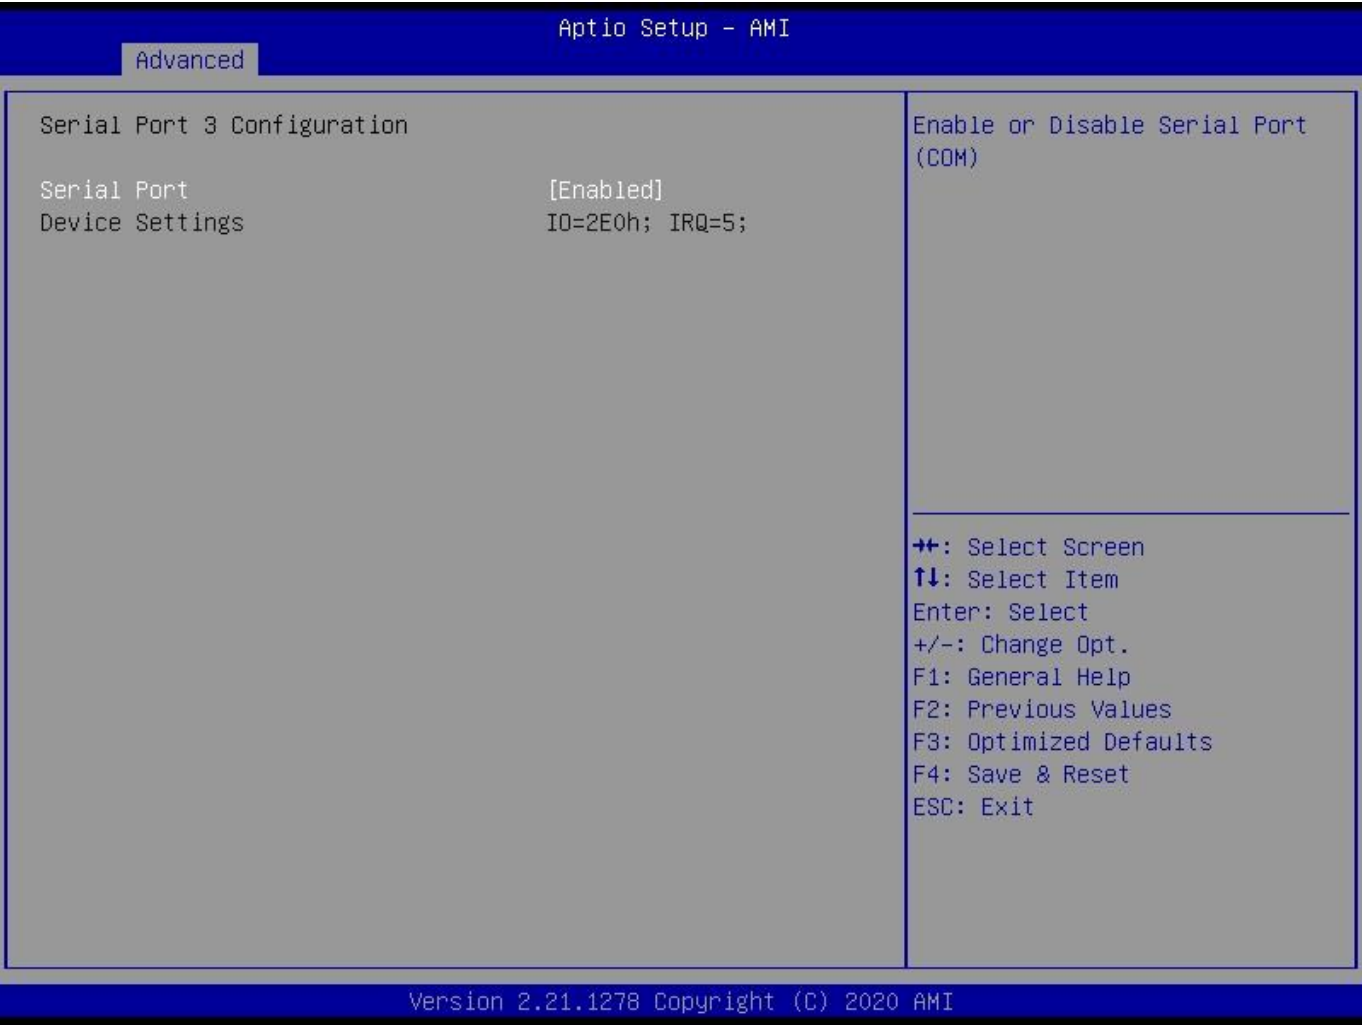 Aptio Setup – AMI
Advanced
Serial Port 3 Configuration
Serial Port [Enabled]
Device Settings IO=2E0h; IRQ=5;
Enable or Disable Serial Port
(COM)
→←: Select Screen
↑↓: Select Item
Enter: Select
+/-: Change Opt.
F1: General Help
F2: Previous Values
F3: Optimized Defaults
F4: Save & Reset
ESC: Exit
Version 2.21.1278 Copyright (C) 2020 AMI